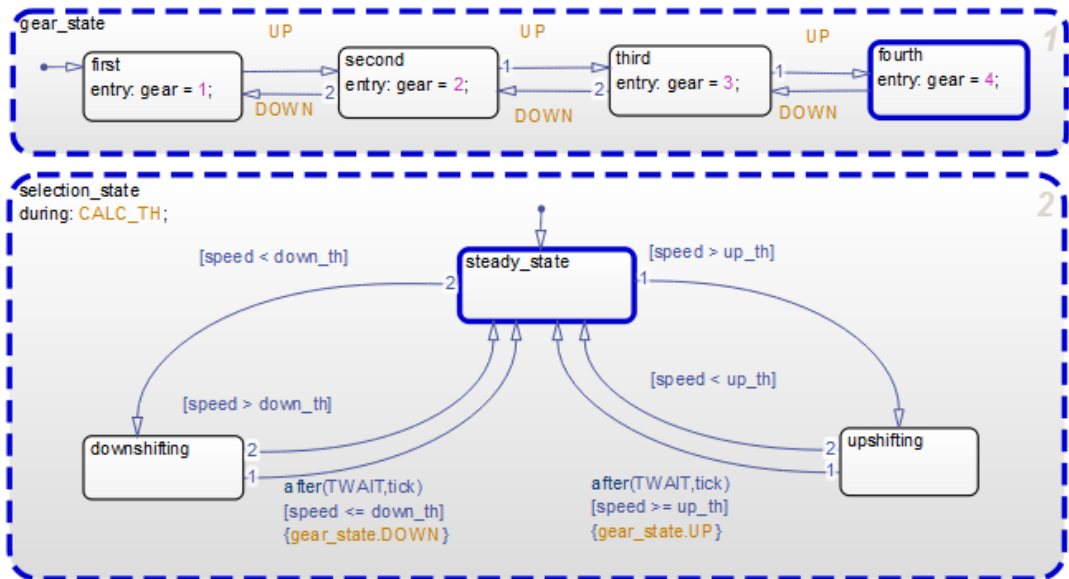 gear_state
1
UP
UP
UP
first
entry: gear = 1;
second
entry: gear = 2;
third
entry: gear = 3;
fourth
entry: gear = 4;
1
2
1
2
1
DOWN
DOWN
DOWN
selection_state
during: CALC_TH;
2
[speed < down_th]
steady_state
[speed > up_th]
2
1
[speed > down_th]
[speed < up_th]
downshifting
2
1
upshifting
2
1
after(TWAIT,tick)
[speed <= down_th]
{gear_state.DOWN}
after(TWAIT,tick)
[speed >= up_th]
{gear_state.UP}